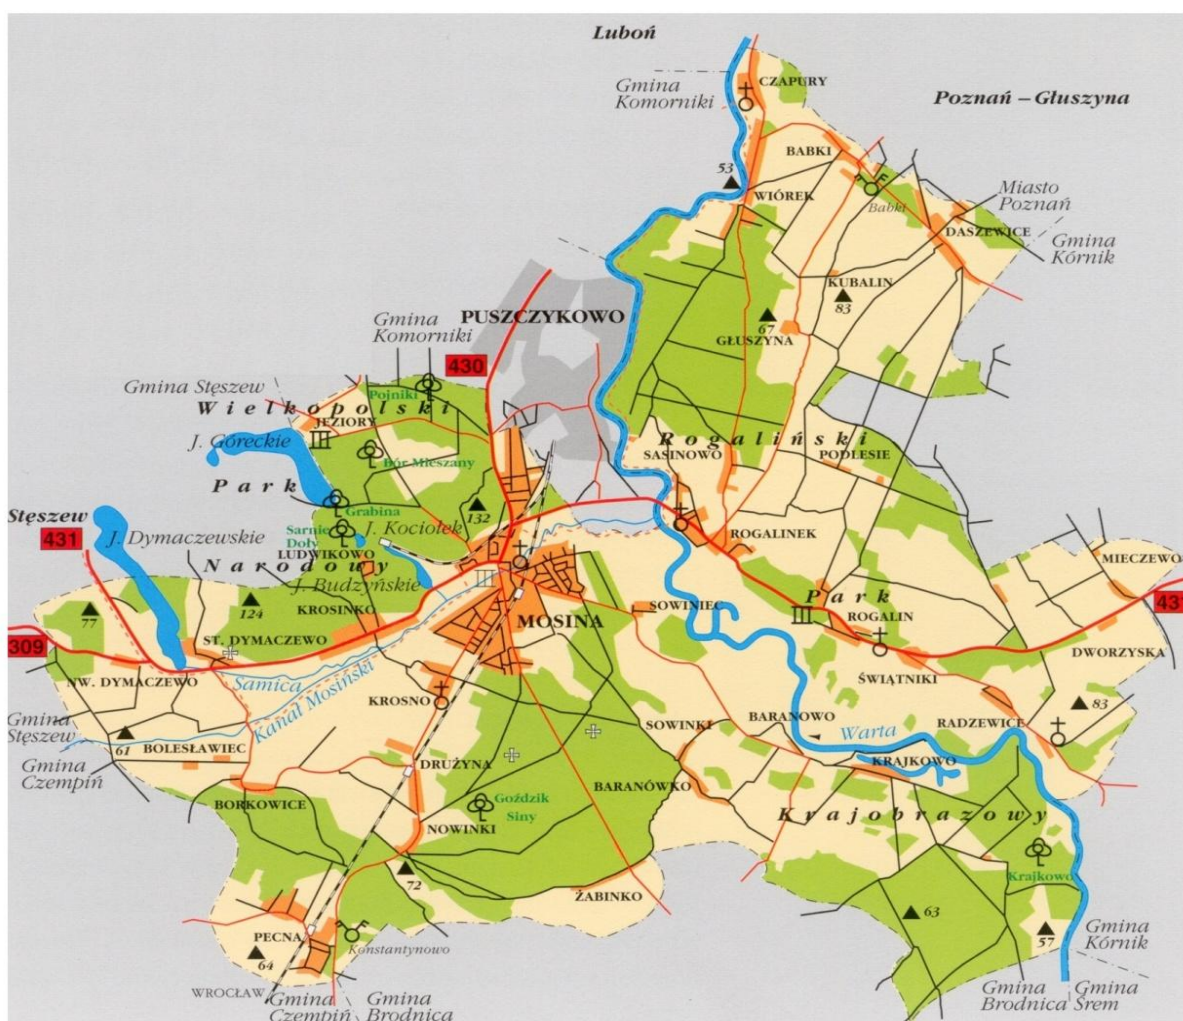 Luboń
Gmina
Komorniki
CZAPURY
Poznań – Głuszyna
BABKI
53
WIÓREK
Babki
Miasto
Poznań
DASZEWICE
Gmina
Kórnik
KUBALIN
83
PUSZCZYKOWO
67
GŁUSZYNA
Gmina
Komorniki
430
Gmina Stęszew
Pojniki
Wielkopolski
JEZIORY
J. Góreckie
Bór Mieszany
Rogaliński
SASINOWO
PODLESIE
Park
Grabina
132
Stęszew
431
J. Dymaczewskie
Sarnie
Doły
J. Kociołek
LUDWIKOWO
Narodowy
J. Budzyńskie
ROGALINEK
MIECZEWO
431
77
124
KROSINKO
MOSINA
SOWINIEC
Park
ROGALIN
309
ST. DYMACZEWO
DWORZYSKA
NW. DYMACZEWO
Samica
Kanał Mosiński
KROSNO
ŚWIĄTNIKI
83
Gmina
Stęszew
61
BOLESŁAWIEC
SOWINKI
BARANOWO
Warta
RADZEWICE
Gmina
Czempiń
DRUŻYNA
KRAJKOWO
BORKOWICE
BARANÓWKO
Goździk
Siny
NOWINKI
Krajobrazowy
72
ŻABINKO
Krajkowo
63
PECNA
Konstantynowo
64
57
Gmina
Kórnik
WROCŁAW
Gmina
Czempiń
Gmina
Brodnica
Gmina
Brodnica
Gmina
Śrem